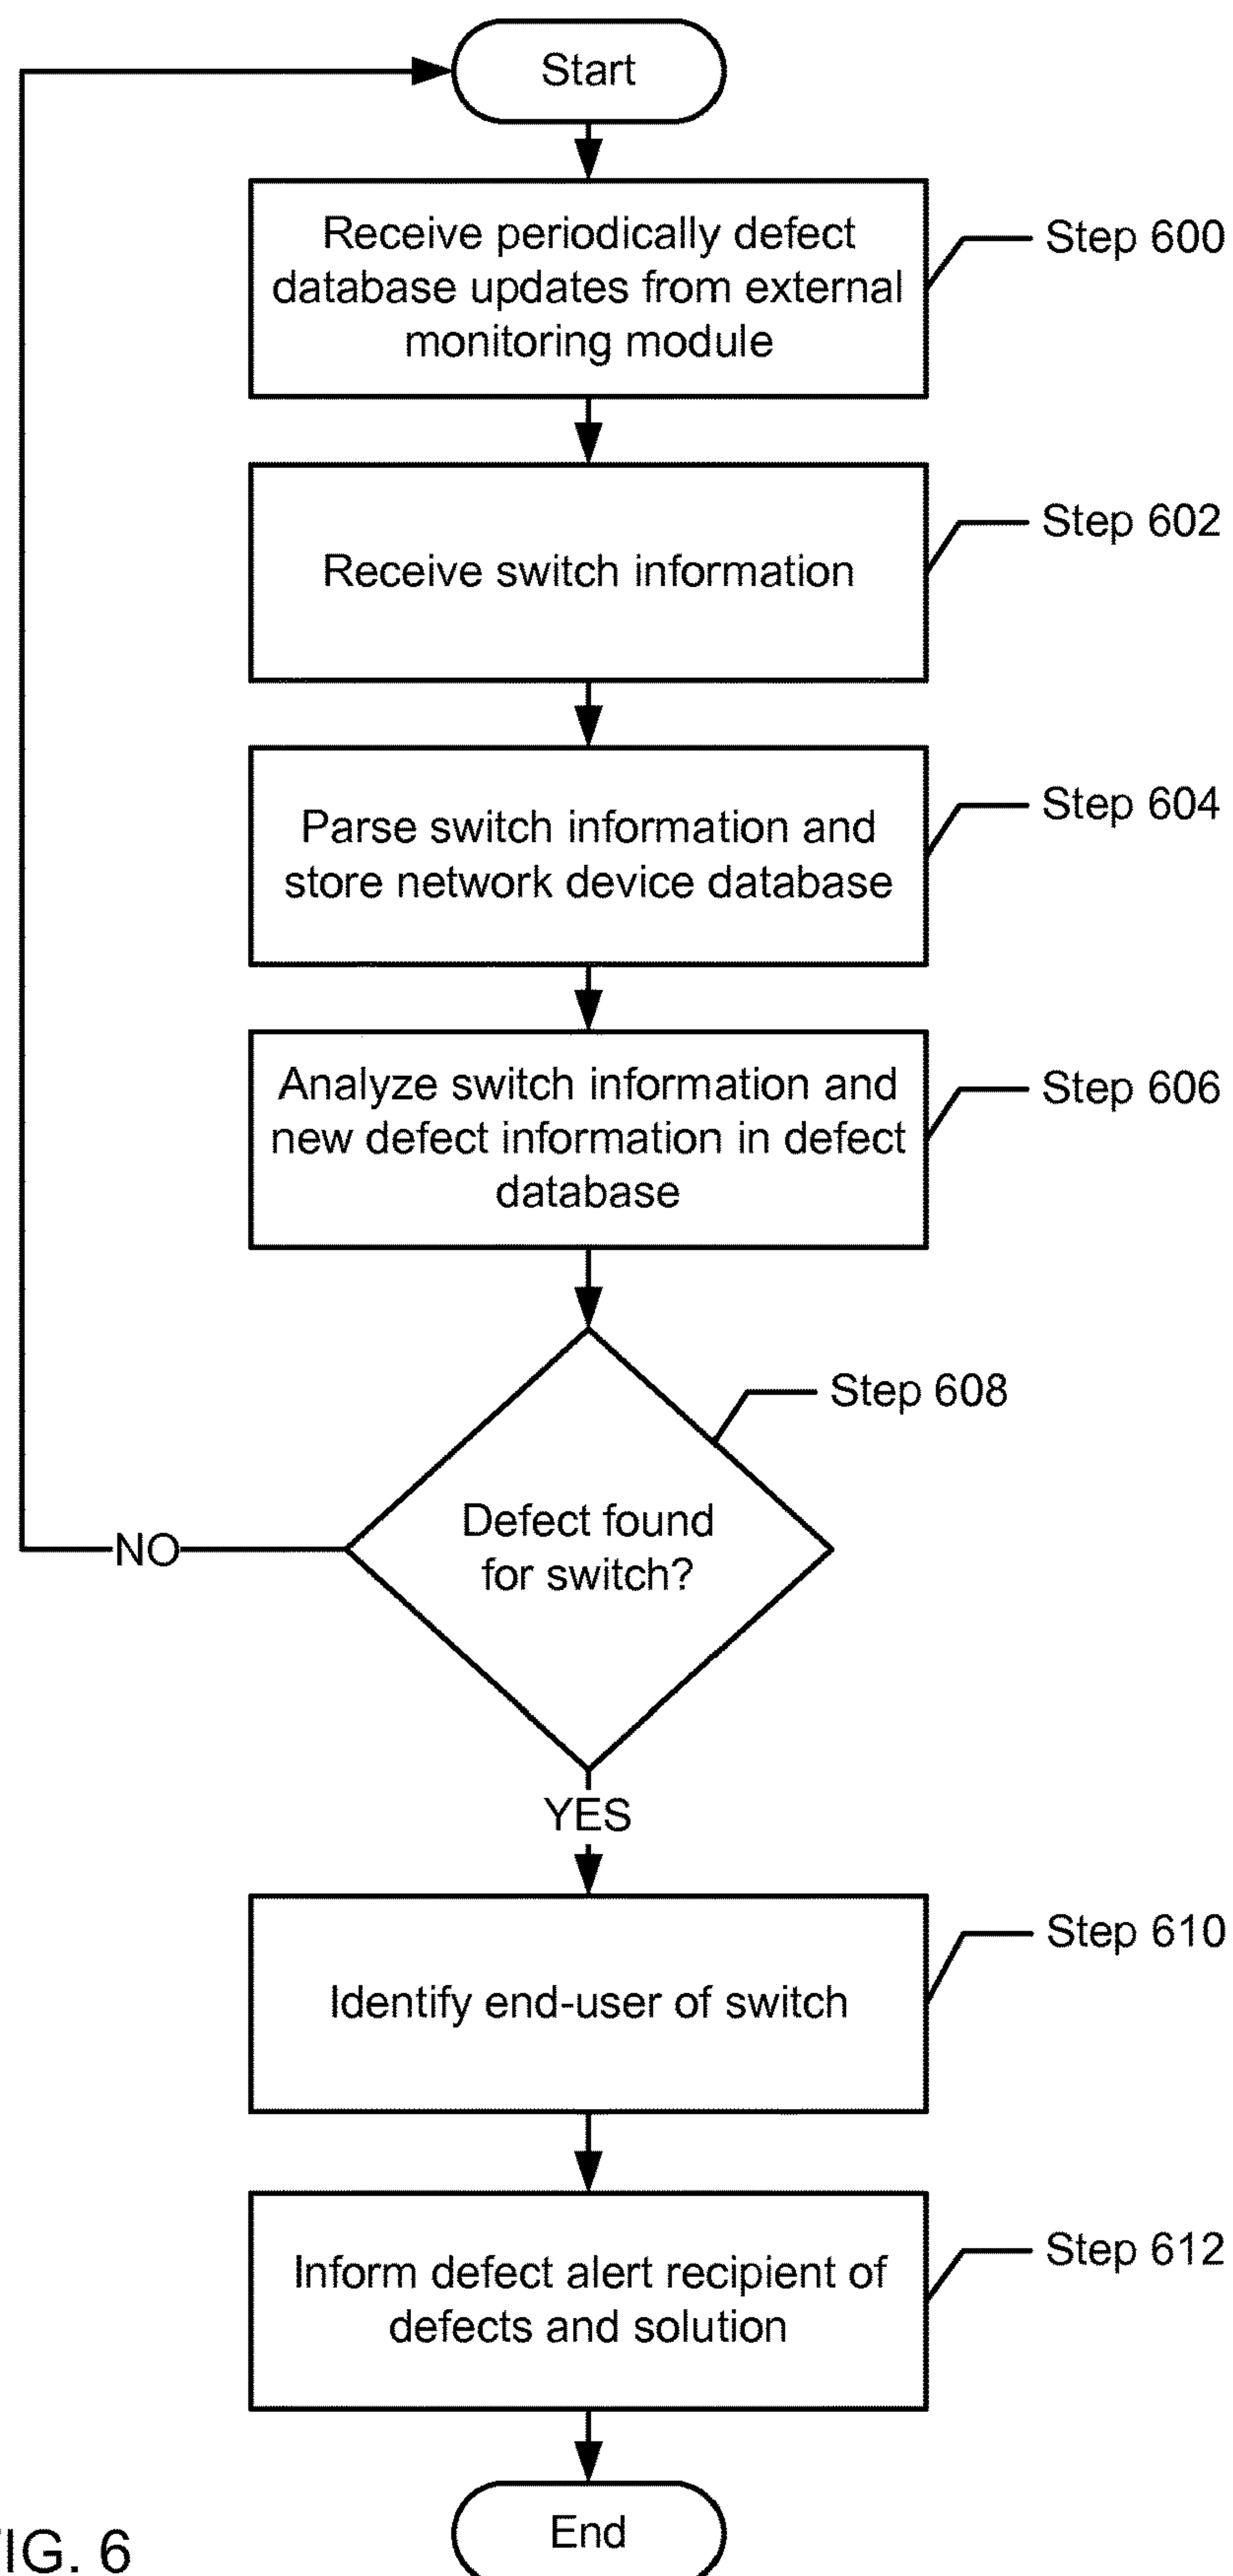 Start
Receive periodically defect
database updates from external
monitoring module
Step 600
Receive switch information
Step 602
Parse switch information and
store network device database
Step 604
Analyze switch information and
new defect information in defect
database
Step 606
Step 608
Defect found
for switch?
NO
YES
Identify end-user of switch
Step 610
Inform defect alert recipient of
defects and solution
Step 612
End
IG. 6